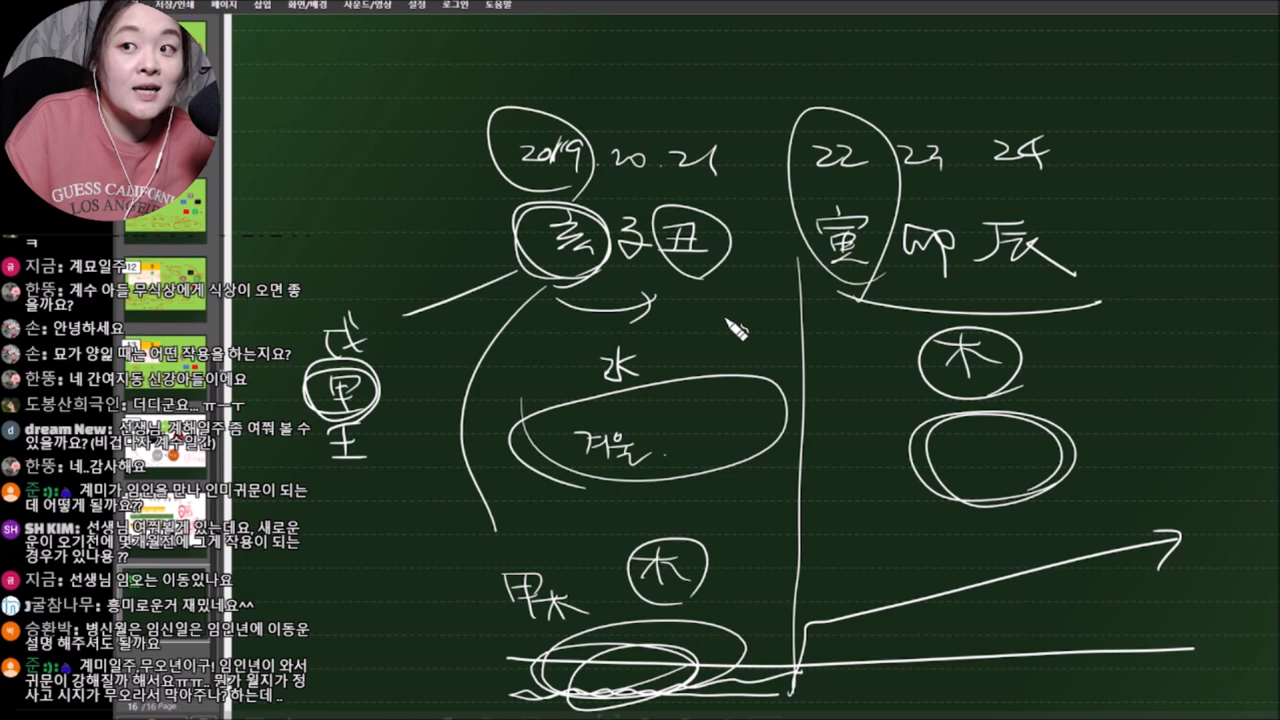 저장/인쇄 페이지 삽입 화면/배경 사운드/영상 설정 로그인 도움말
GUESS CALIFORNI
LOS ANGE
ㅋ
지금: 계묘일주
한뚱: 계수 아들 무식상에게 식상이 오면 좋
을까요?
손: 안녕하세요
손: 묘가 양일 때는 어떤 작용을 하는지요?
한뚱: 네 간여지동 신강아들이에요
도봉산희극인: 더디군요... ㅠㅡㅜ
dream New: 선생님. 계해일주 좀 여쭤 볼 수
있을까요? (비겁다자 계수일간)
한뚱: 네..감사해요
준:): 계미가 임인을 만나 인미귀문이 되는
데 어떻게 될까요??
SH KIM: 선생님 여쭤볼게 있는데요, 새로운
운이 오기전에 몇개월전에 그게 작용이 되는
경우가 있나용 ??
지금: 선생님 임오는 이동있나요
굴참나무: 흥미로운거 재밌네요^^
승환박: 병신월은 임신일은 임인년에 이동운
설명 해주셔도 될까요
준:): 계미일주,무오년이구! 임인년이 와서
귀문이 강해질까 해서요ㅠㅠ.. 뭔가 월지가 정
사고 시지가 무오라서 막아주나? 하는데 ..
12
13
16 /16 Page
2019. 20. 21 22 23 24
亥 子 丑 寅 卯 辰
戊
甲
壬
水
겨울.
木
木
甲木